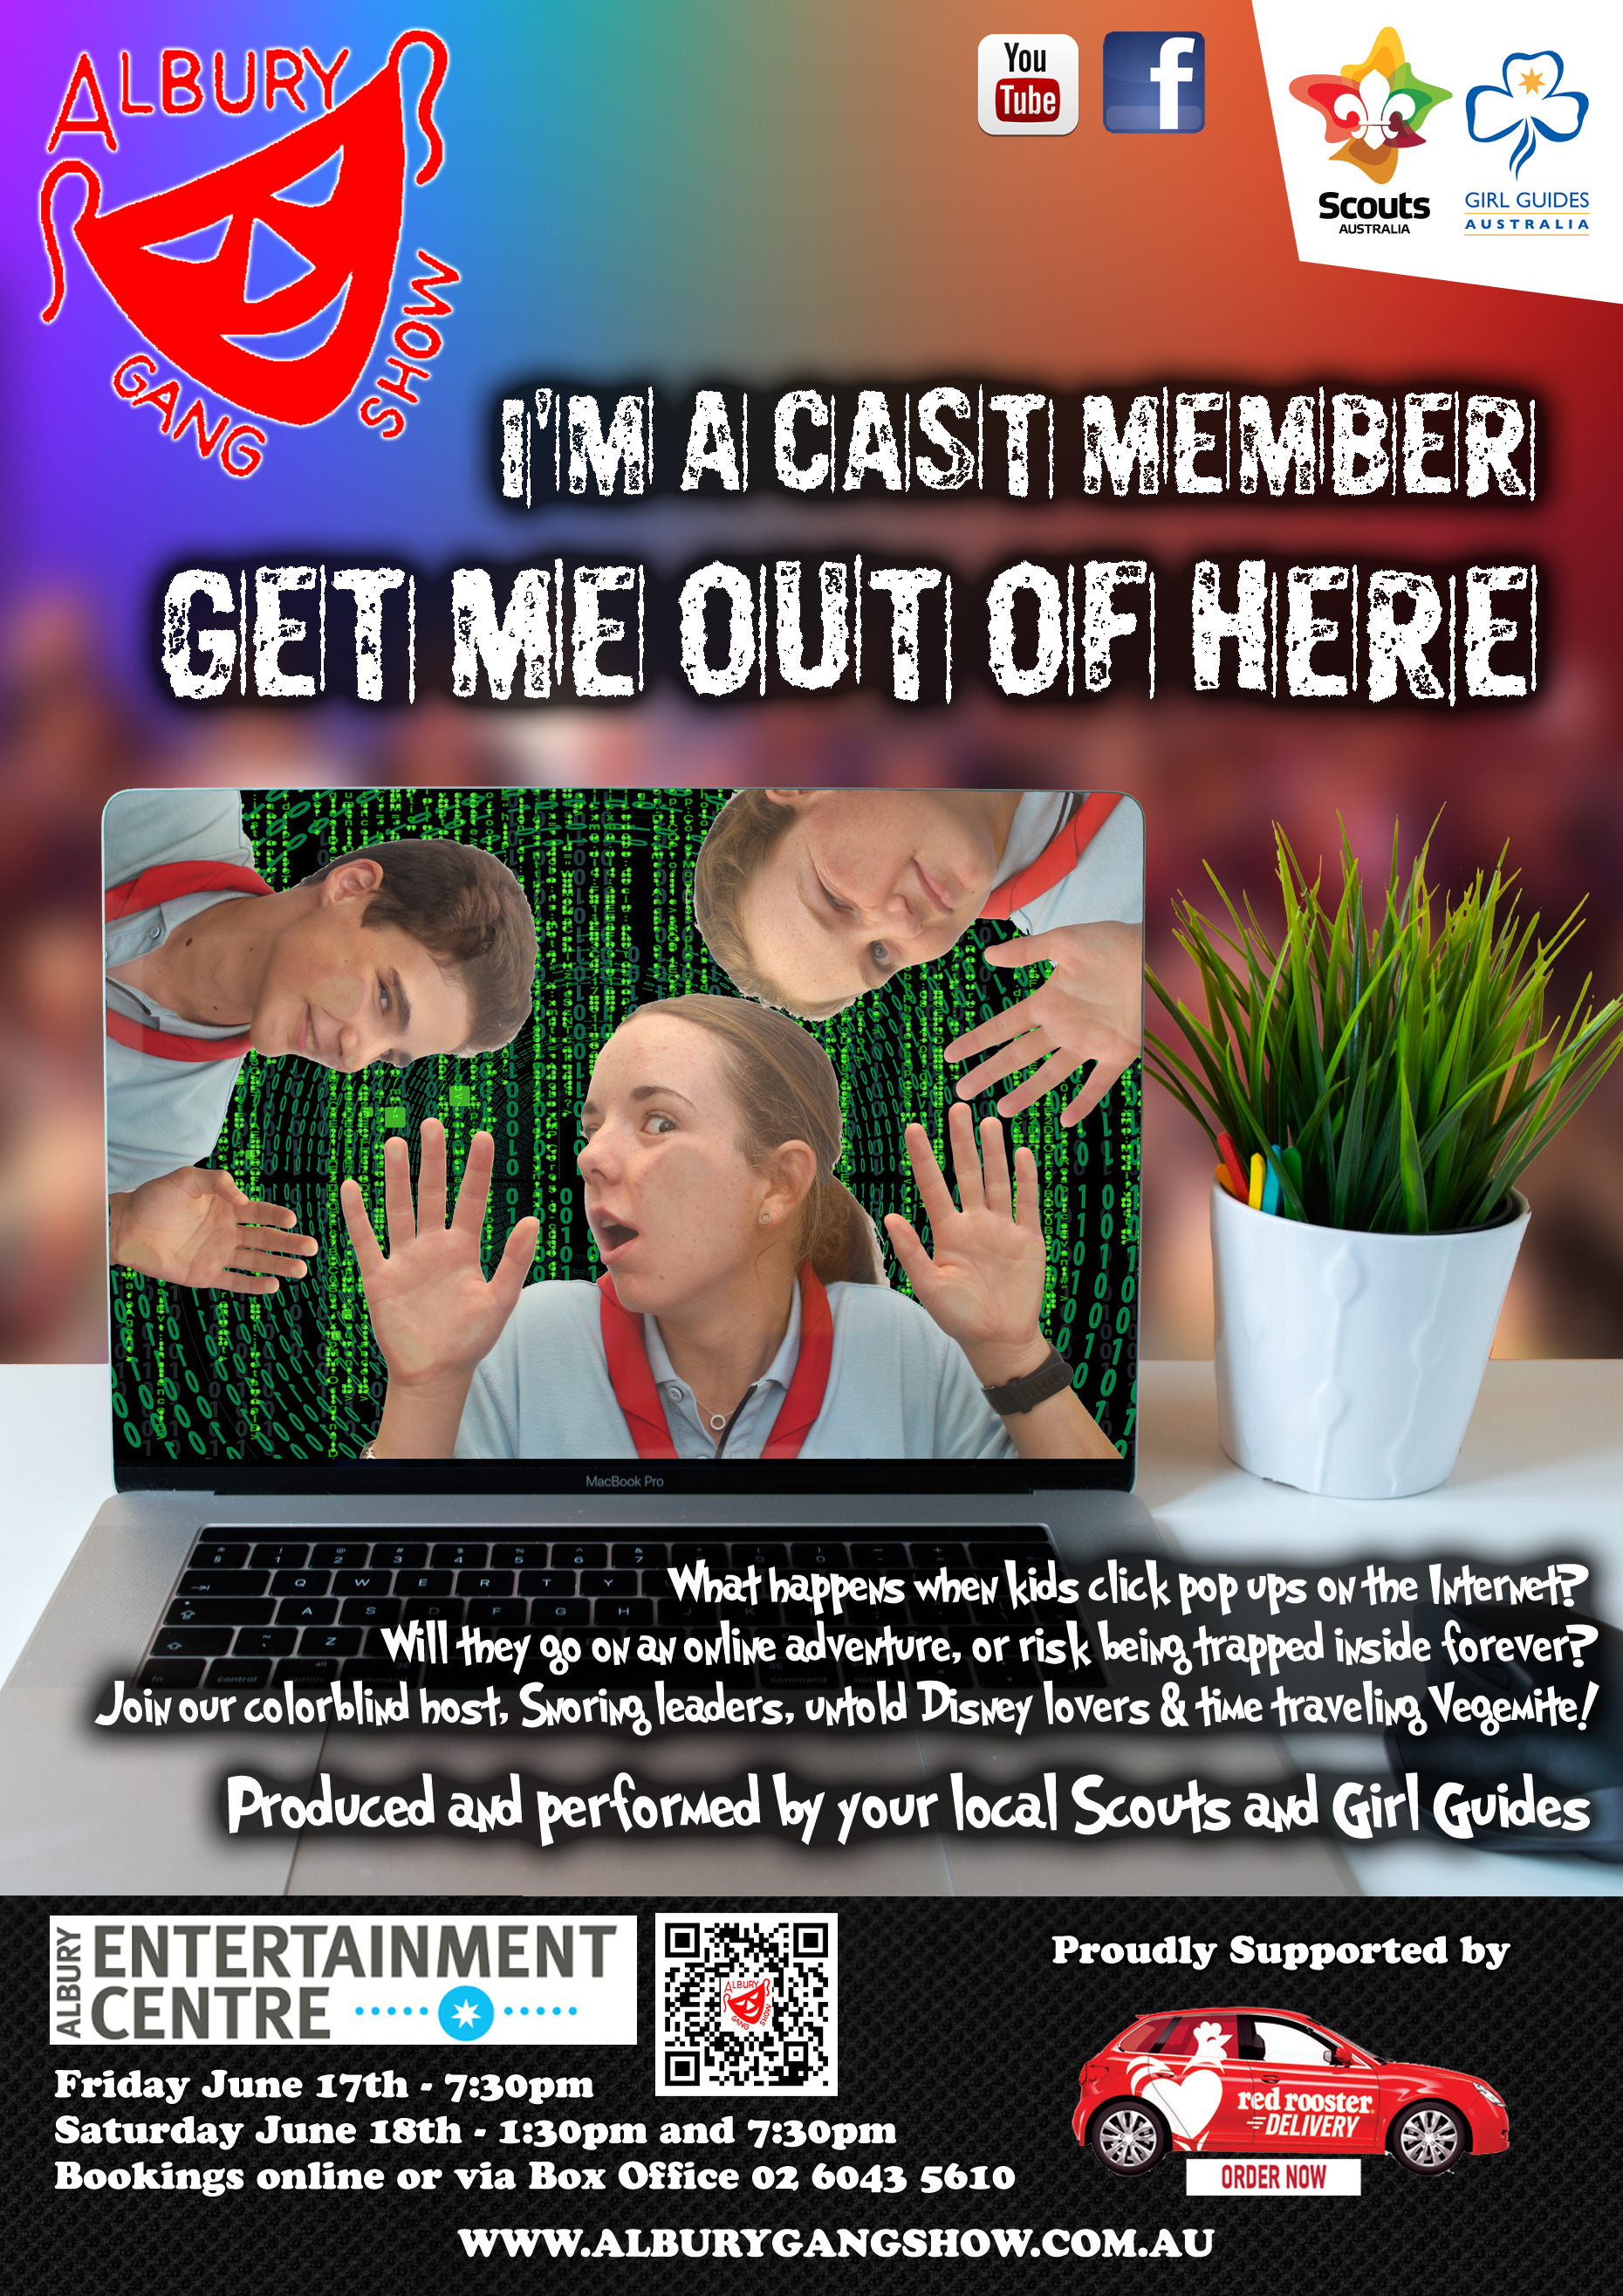 ALBURY
GANG
SHOW
You
Tube
f
Scouts
AUSTRALIA
GIRL GUIDES
AUSTRALIA
I'M A CAST MEMBER
GET ME OUT OF HERE
MacBook Pro
What happens when kids click pop ups on the Internet?
Will they go on an online adventure, or risk being trapped inside forever?
Join our colorblind host, Snoring leaders, untold Disney lovers & time traveling Vegemite!
Produced and performed by your local Scouts and Girl Guides
ALBURY
ENTERTAINMENT
CENTRE
ALBURY
GANG
SHOW
Proudly Supported by
red rooster
DELIVERY
ORDER NOW
Friday June 17th - 7:30pm
Saturday June 18th - 1:30pm and 7:30pm
Bookings online or via Box Office 02 6043 5610
WWW.ALBURYGANGSHOW.COM.AU